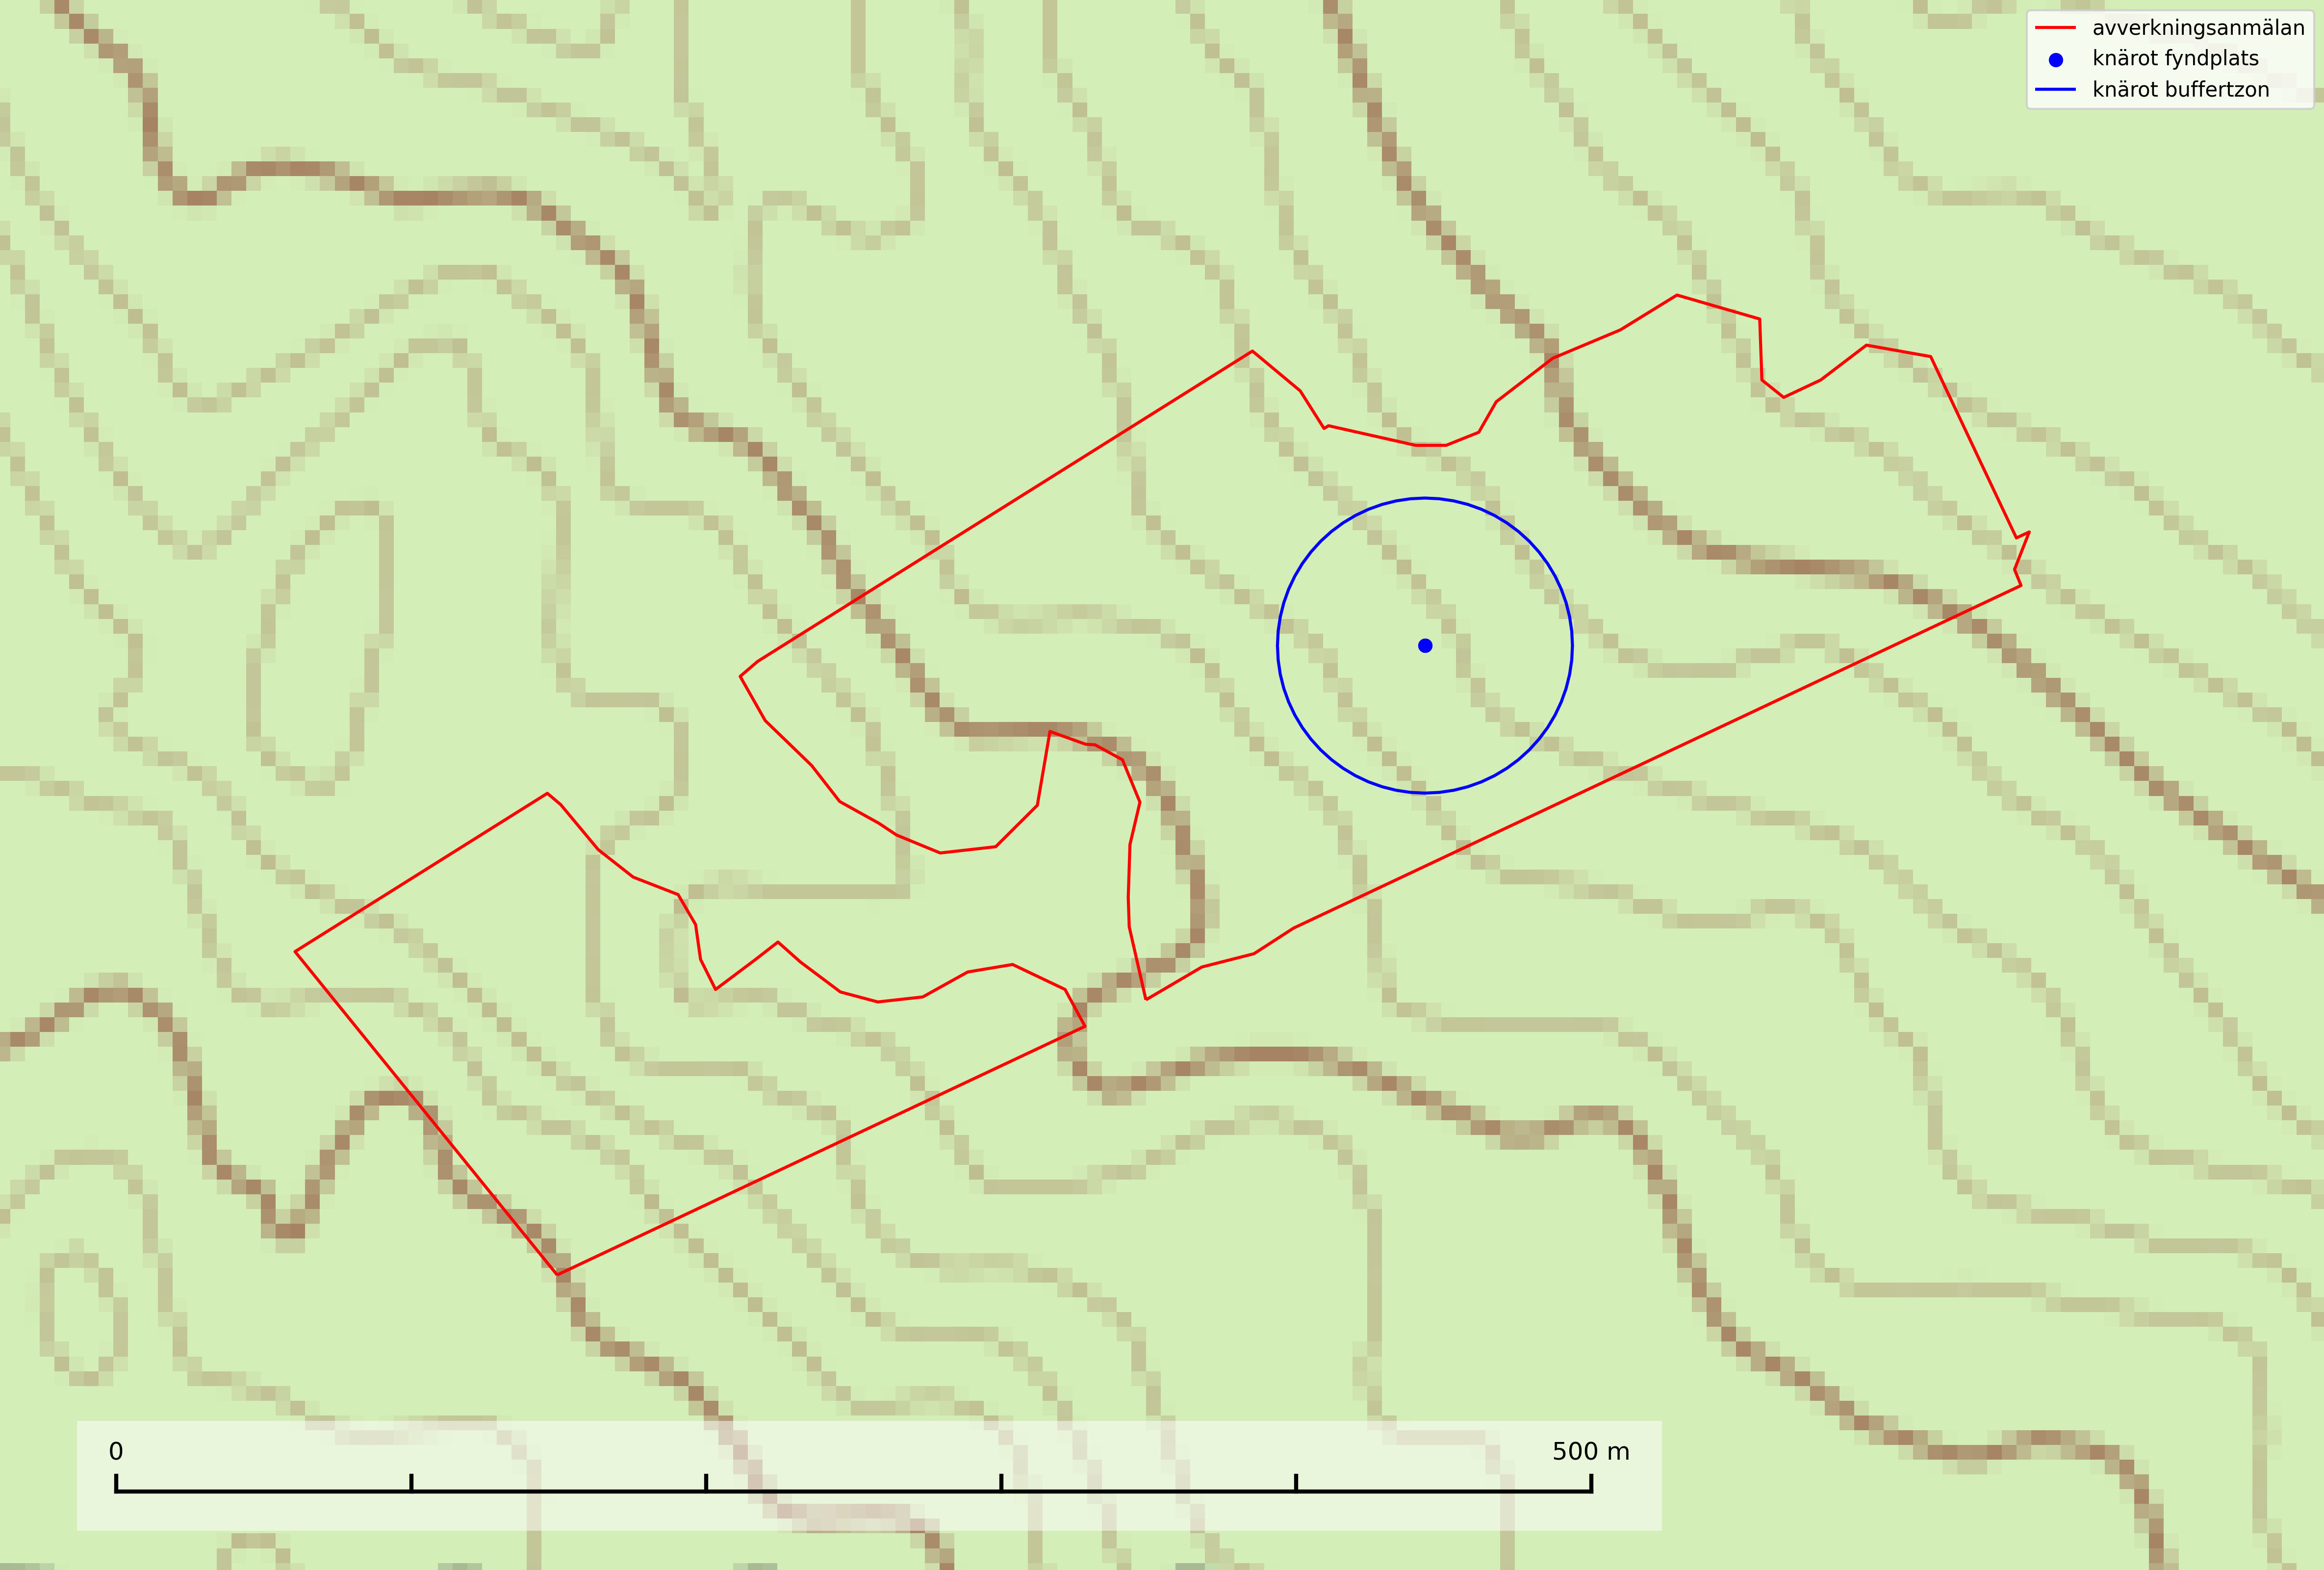 avverkningsanmälan
knärot fyndplats
knärot buffertzon
0 500 m